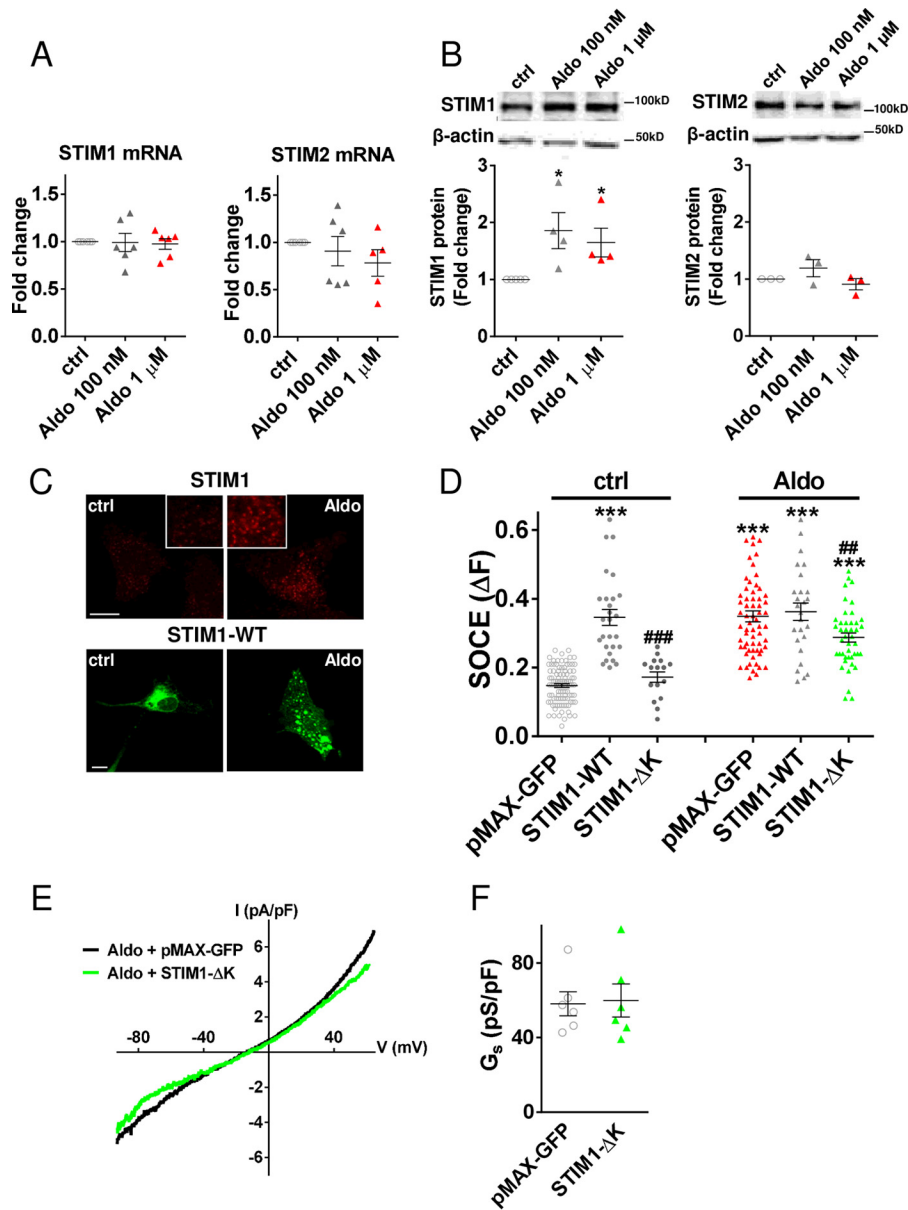 A
STIM1 mRNA
Fold change
1.5
1.0
0.5
0.0
ctrl
Aldo 100 nM
Aldo 1 μM
STIM2 mRNA
Fold change
1.5
1.0
0.5
0.0
ctrl
Aldo 100 nM
Aldo 1 μM
B
ctrl
Aldo 100 nM
Aldo 1 μM
STIM1
—100kD
β-actin
—50kD
STIM1 protein
(Fold change)
3
2
1
0
*
*
ctrl
Aldo 100 nM
Aldo 1 μM
ctrl
Aldo 100 nM
Aldo 1 μM
STIM2
—100kD
β-actin
—50kD
STIM2 protein
(Fold change)
3
2
1
0
ctrl
Aldo 100 nM
Aldo 1 μM
C
STIM1
ctrl
Aldo
STIM1-WT
ctrl
Aldo
D
ctrl
Aldo
SOCE (ΔF)
0.6
0.4
0.2
0.0
***
###
***
***
##
***
pMAX-GFP
STIM1-WT
STIM1-ΔK
pMAX-GFP
STIM1-WT
STIM1-ΔK
E
I (pA/pF)
Aldo + pMAX-GFP
Aldo + STIM1-ΔK
6
4
2
-80
-40
40
V (mV)
-2
-4
-6
F
Gs (pS/pF)
80
40
0
pMAX-GFP
STIM1-ΔK